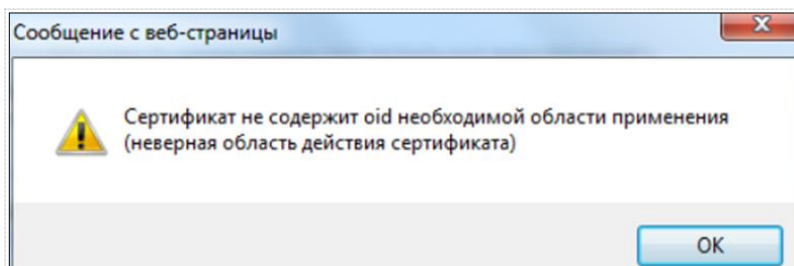 Сообщение с веб-страницы
Сертификат не содержит oid необходимой области применения
(неверная область действия сертификата)
OK